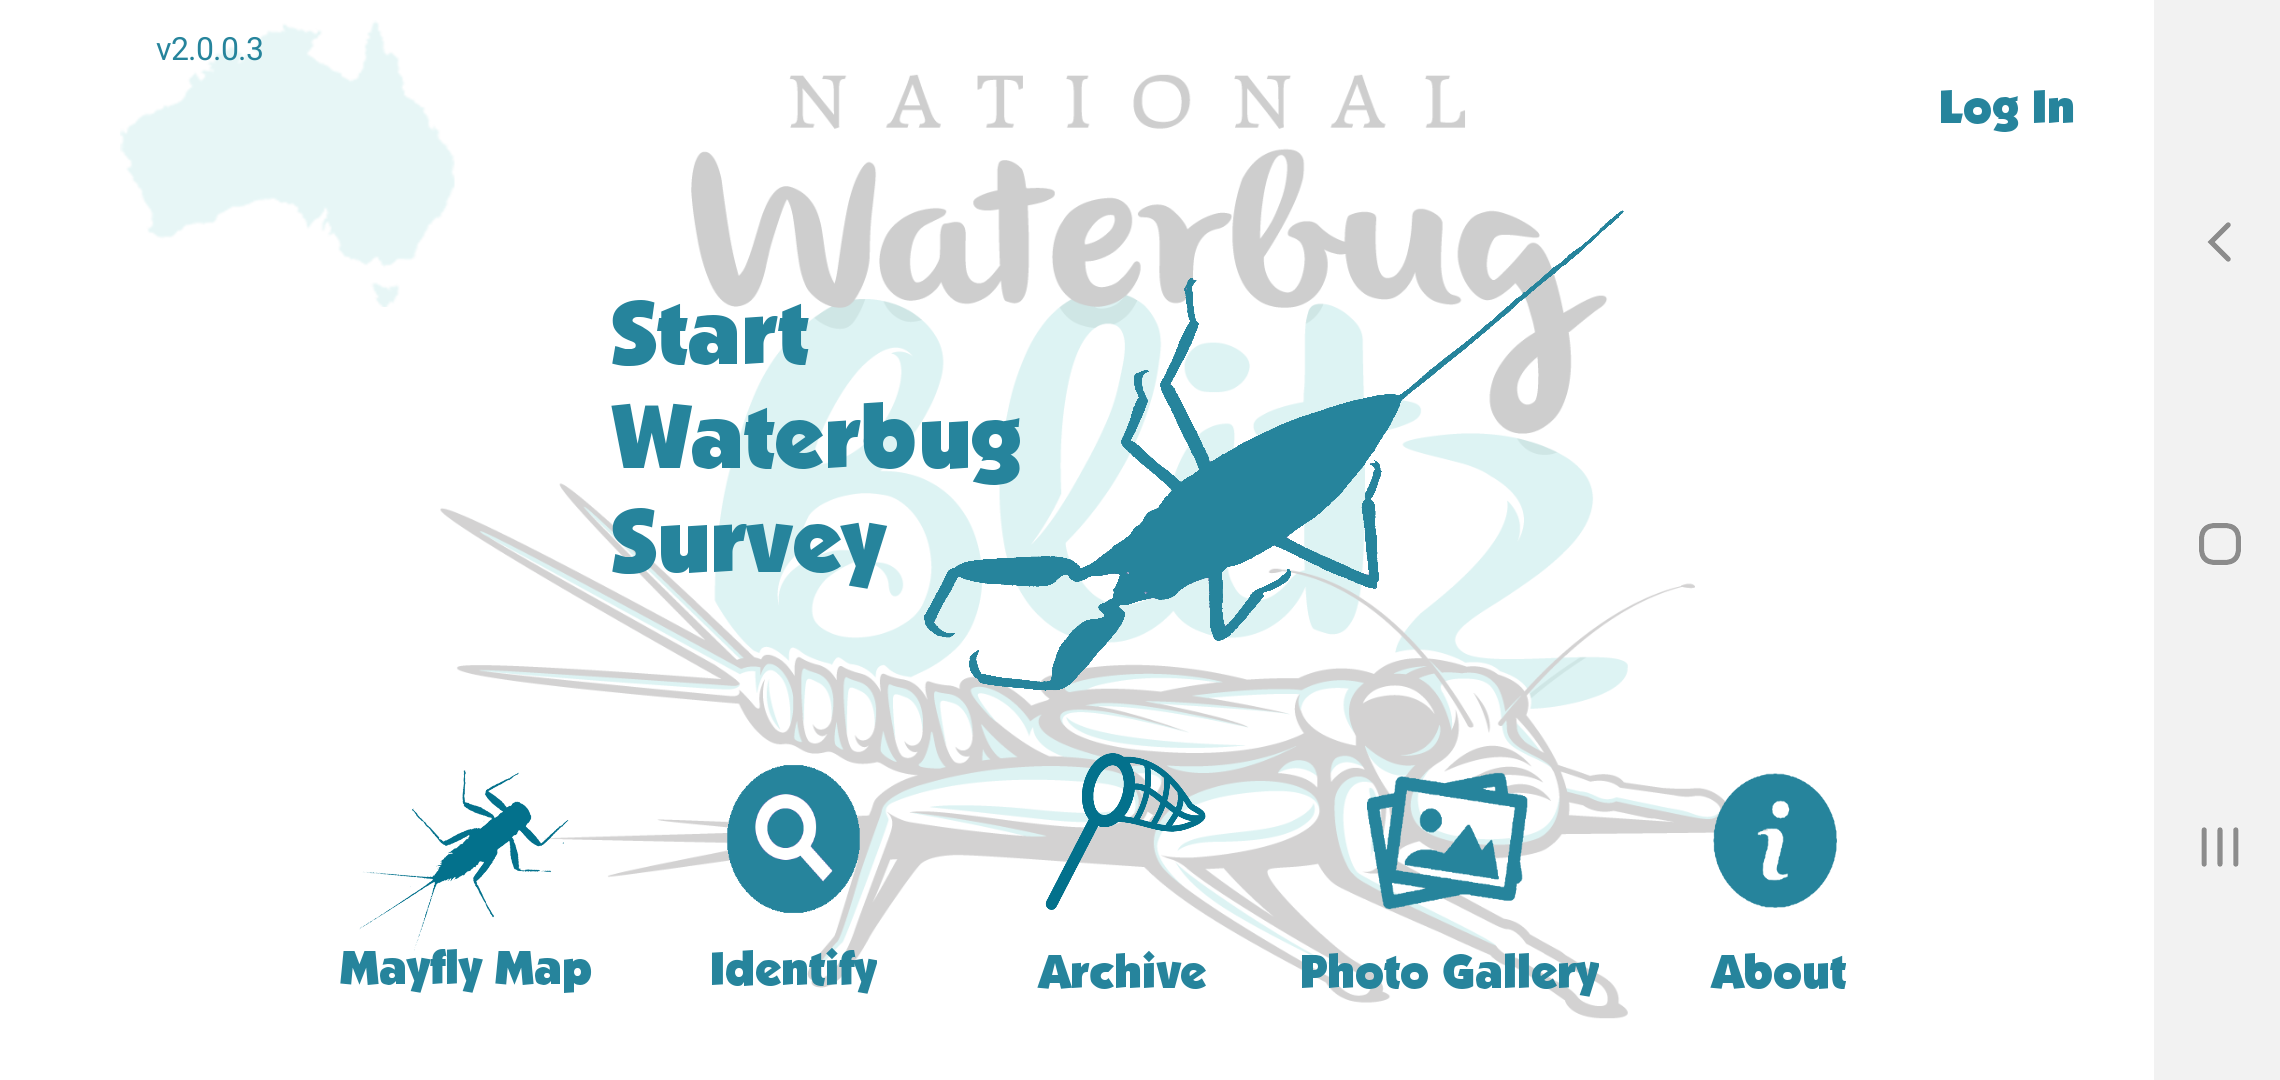 v2.0.0.3
NATIONAL
Log In
Waterbug
Blitz
Start
Waterbug
Survey
Mayfly Map
Identify
Archive
Photo Gallery
About